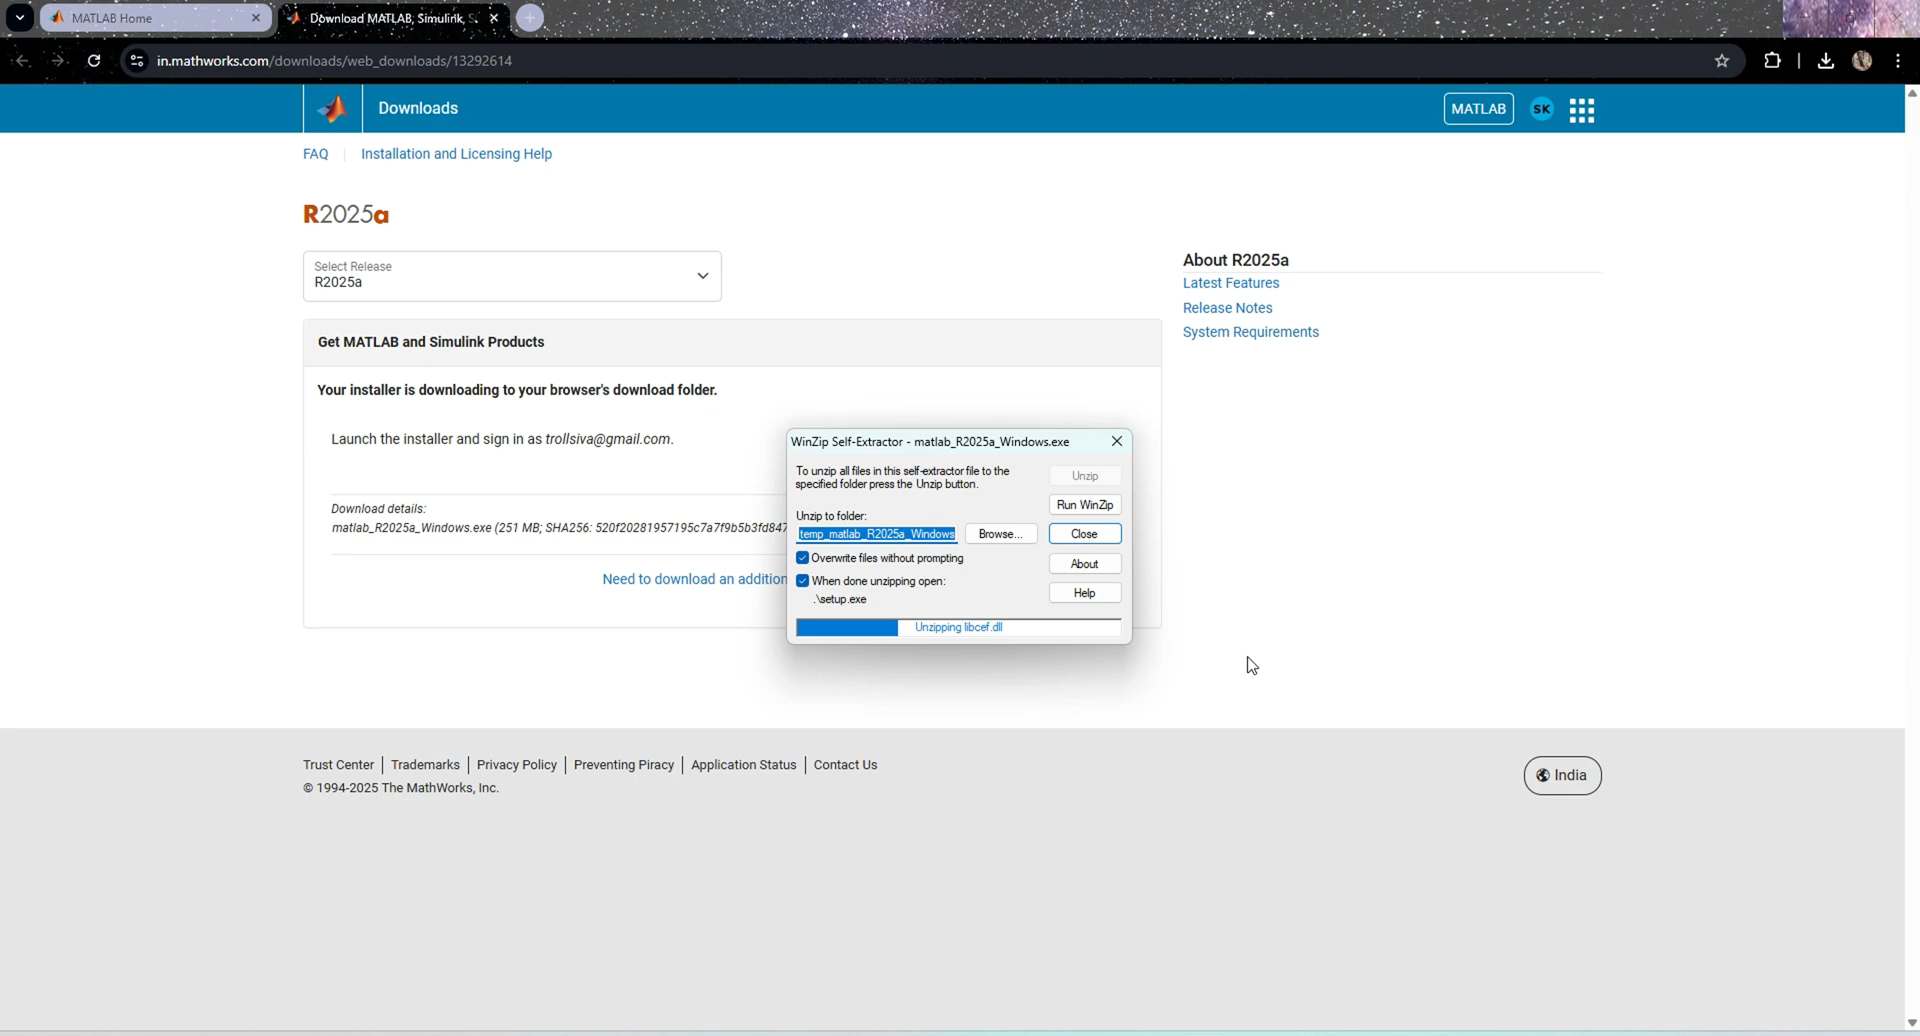 MATLAB Home
Download MATLAB, Simulink, S
in.mathworks.com/downloads/web_downloads/13292614
Downloads
MATLAB
SK
FAQ
Installation and Licensing Help
R2025a
Select Release
R2025a
About R2025a
Latest Features
Release Notes
System Requirements
Get MATLAB and Simulink Products
Your installer is downloading to your browser's download folder.
Launch the installer and sign in as trollsiva@gmail.com.
Download details:
matlab_R2025a_Windows.exe (251 MB; SHA256: 520f20281957195c7a7f9b5b3fd847
Need to download an addition
WinZip Self-Extractor - matlab_R2025a_Windows.exe
To unzip all files in this self-extractor file to the
specified folder press the Unzip button.
Unzip
Run WinZip
Unzip to folder:
temp_matlab_R2025a_Windows
Browse...
Close
Overwrite files without prompting
About
When done unzipping open:
.\setup.exe
Help
Unzipping libcef.dll
Trust Center
Trademarks
Privacy Policy
Preventing Piracy
Application Status
Contact Us
© 1994-2025 The MathWorks, Inc.
India